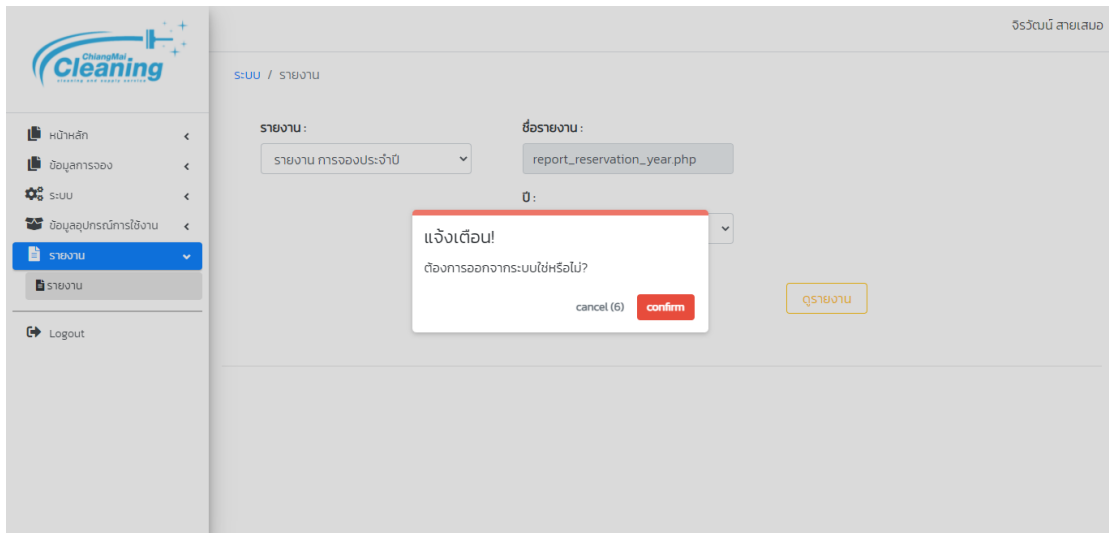 จิรวัฒน์ สายเสมอ
ChiangMai
Cleaning
cleaning and supply service
ระบบ / รายงาน
หน้าหลัก
ข้อมูลการจอง
ระบบ
ข้อมูลอุปกรณ์การใช้งาน
รายงาน
รายงาน
Logout
รายงาน :
ชื่อรายงาน :
รายงาน การจองประจำปี
report_reservation_year.php
ปี :
แจ้งเตือน!
ต้องการออกจากระบบใช่หรือไม่?
cancel (6)
confirm
ดูรายงาน